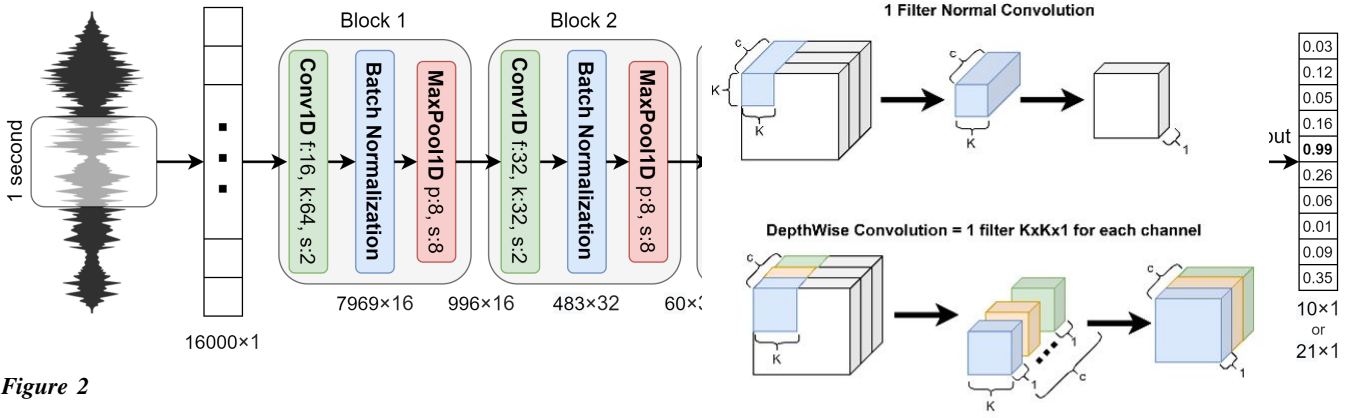 1 second
16000×1
Block 1
Conv1D f:16, k:64, s:2
Batch Normalization
MaxPool1D p:8, s:8
7969×16
996×16
Block 2
Conv1D f:32, k:32, s:2
Batch Normalization
MaxPool1D p:8, s:8
483×32
1 Filter Normal Convolution
c
K
K
c
K
1
DepthWise Convolution = 1 filter KxKx1 for each channel
c
K
K
1
1
c
c
1
0.03
0.12
0.05
0.16
0.99
0.26
0.06
0.01
0.09
0.35
10×1
or
21×1
Figure 2